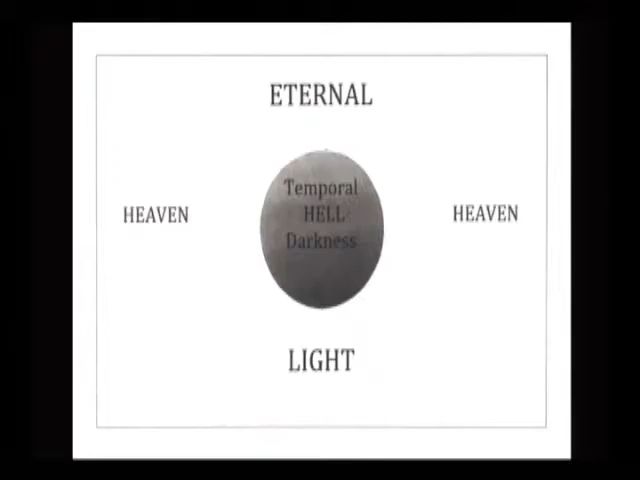 ETERNAL
Temporal
HELL
Darkness
HEAVEN
HEAVEN
LIGHT